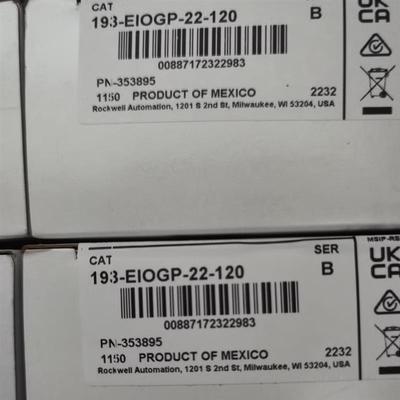 CAT
193-EIOGP-22-120
B
UK
CA
00887172322983
PN-353895
1150 PRODUCT OF MEXICO 2232
Rockwell Automation, 1201 S 2nd St, Milwaukee, WI 53204, USA
MSIP-RE
CAT
SER
193-EIOGP-22-120
B
UK
CA
00887172322983
PN-353895
1150 PRODUCT OF MEXICO 2232
Rockwell Automation, 1201 S 2nd St, Milwaukee, WI 53204, USA